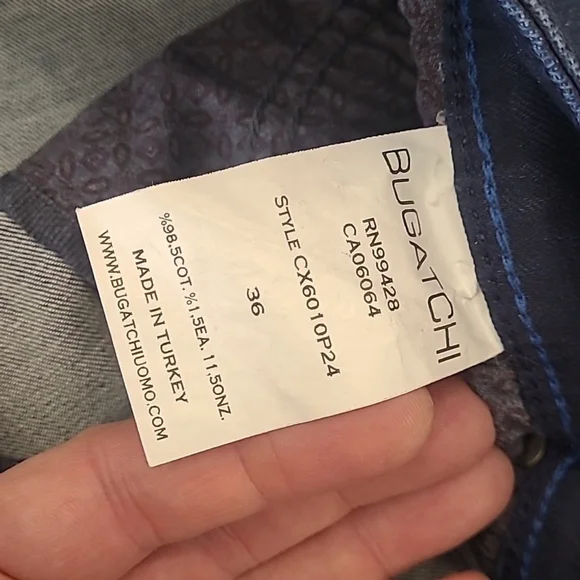 BUGATCHI
RN99428
CA06064
STYLE CX6010P24
36
%98.5COT. %1.5EA. 11.50NZ.
MADE IN TURKEY
WWW.BUGATCHIUOMO.COM